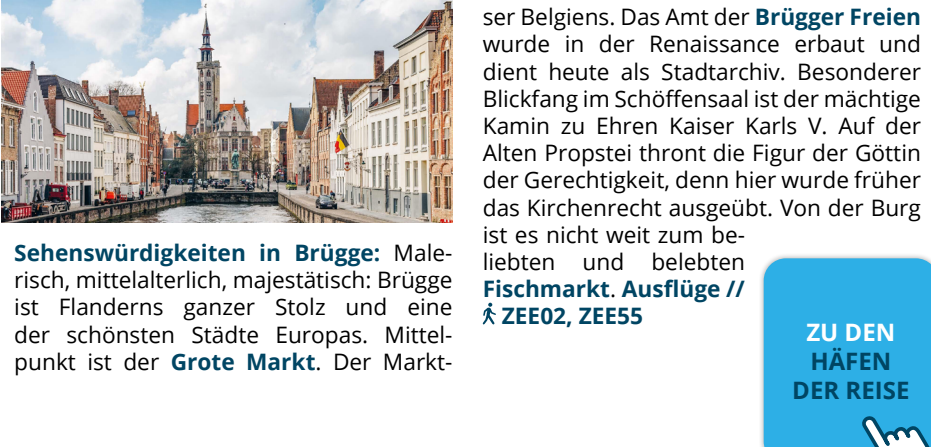 Sehenswürdigkeiten in Brügge: Male-
risch, mittelalterlich, majestätisch: Brügge
ist Flanderns ganzer Stolz und eine
der schönsten Städte Europas. Mittel-
punkt ist der Grote Markt. Der Markt-
ser Belgiens. Das Amt der Brügger Freien
wurde in der Renaissance erbaut und
dient heute als Stadtarchiv. Besonderer
Blickfang im Schöffensaal ist der mächtige
Kamin zu Ehren Kaiser Karls V. Auf der
Alten Propstei thront die Figur der Göttin
der Gerechtigkeit, denn hier wurde früher
das Kirchenrecht ausgeübt. Von der Burg
ist es nicht weit zum be-
liebten und belebten
Fischmarkt. Ausflüge //
ZEE02, ZEE55
ZU DEN
HÄFEN
DER REISE